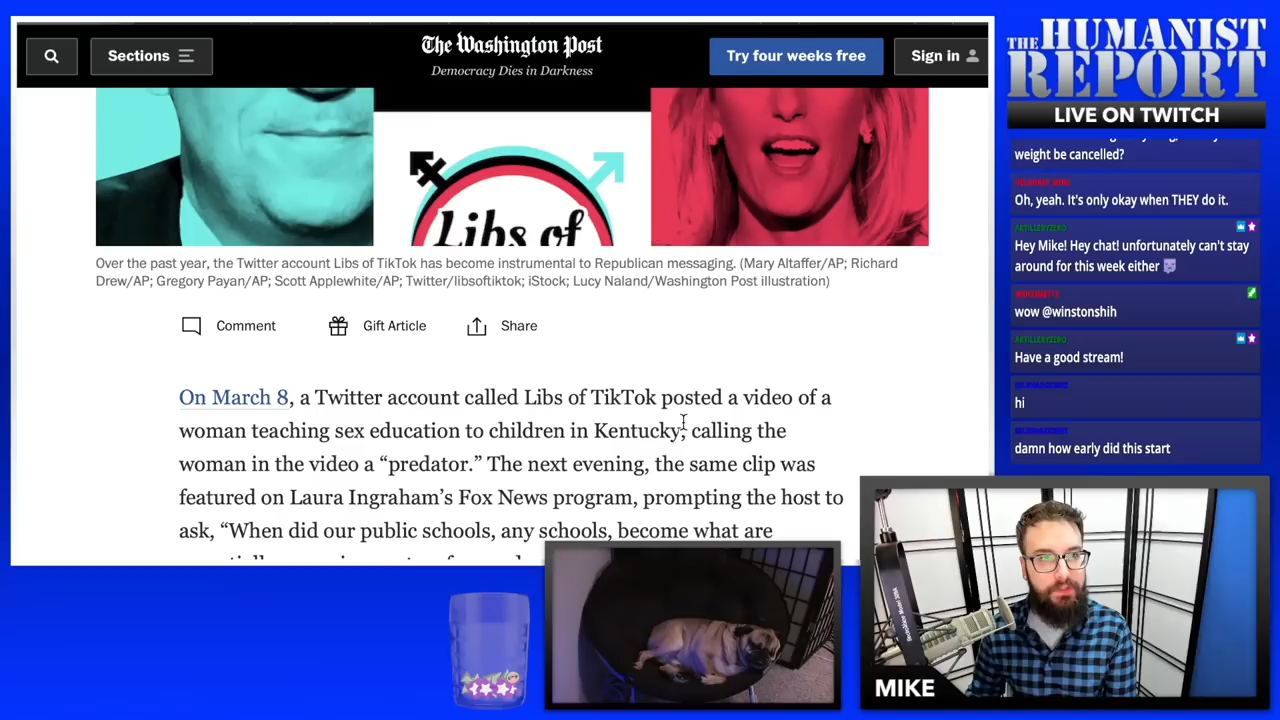 Sections
The Washington Post
Democracy Dies in Darkness
Try four weeks free
Sign in
Libs of
Over the past year, the Twitter account Libs of TikTok has become instrumental to Republican messaging. (Mary Altaffer/AP; Richard
Drew/AP; Gregory Payan/AP; Scott Applewhite/AP; Twitter/libsoftiktok; iStock; Lucy Naland/Washington Post illustration)
Comment
Gift Article
Share
On March 8, a Twitter account called Libs of TikTok posted a video of a
woman teaching sex education to children in Kentucky, calling the
woman in the video a “predator.” The next evening, the same clip was
featured on Laura Ingraham’s Fox News program, prompting the host to
ask, “When did our public schools, any schools, become what are
THE HUMANIST
REPORT
LIVE ON TWITCH
weight be cancelled?
Oh, yeah. It's only okay when THEY do it.
Hey Mike! Hey chat! unfortunately can't stay
around for this week either
wow @winstonshih
Have a good stream!
hi
damn how early did this start
MIKE